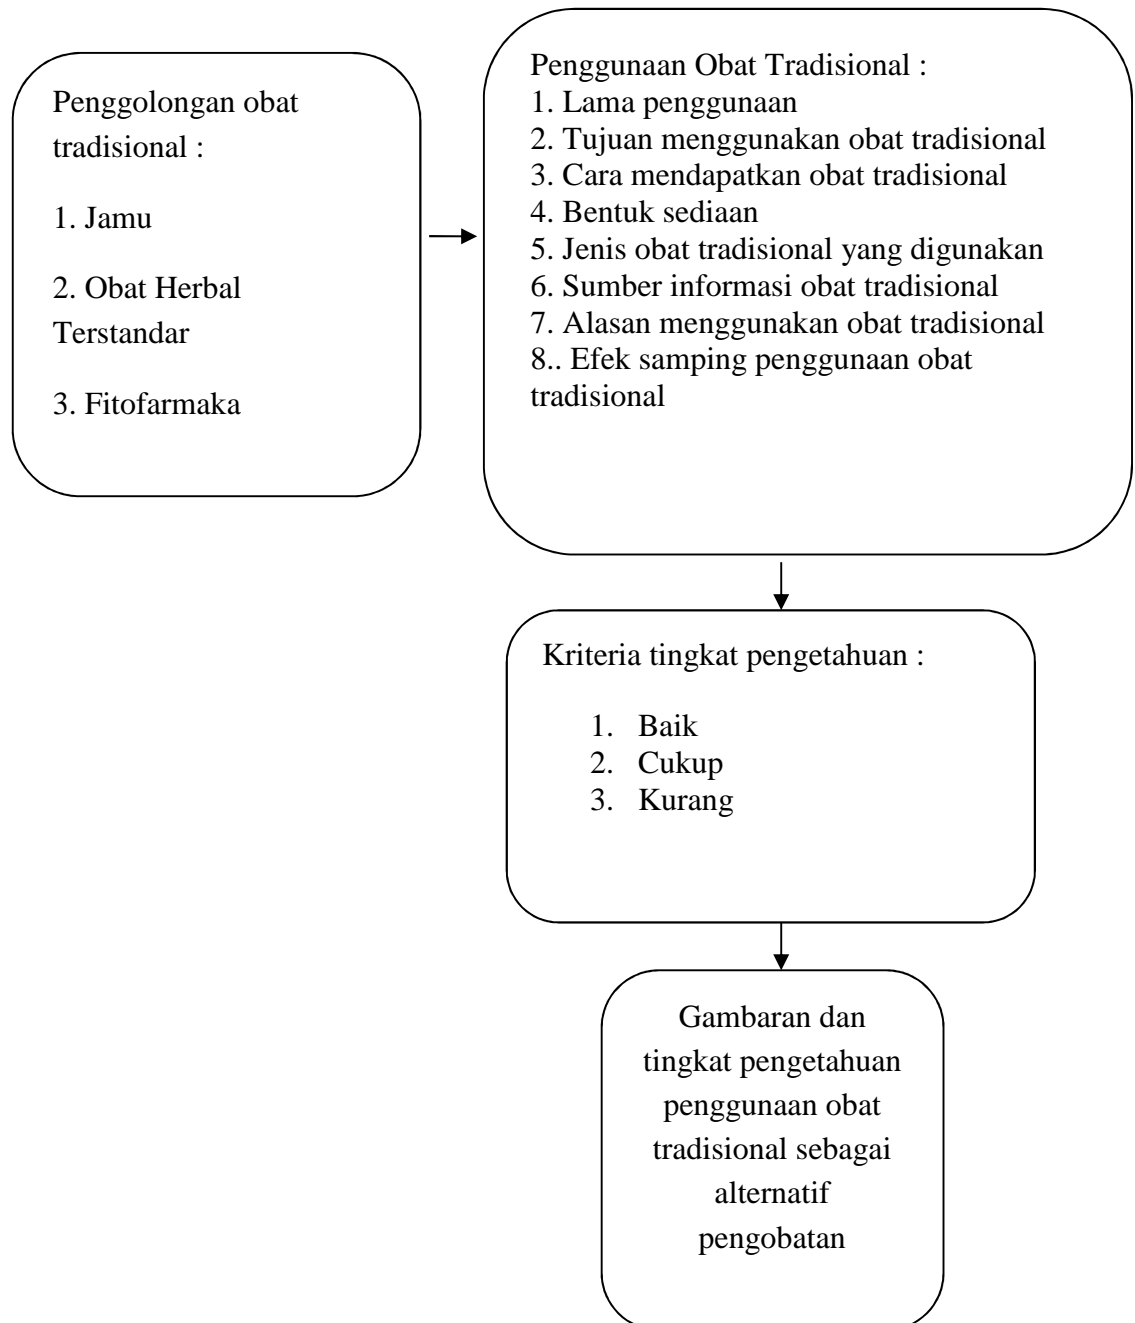 Penggolongan obat
tradisional :
1. Jamu
2. Obat Herbal
Terstandar
3. Fitofarmaka
Penggunaan Obat Tradisional :
1. Lama penggunaan
2. Tujuan menggunakan obat tradisional
3. Cara mendapatkan obat tradisional
4. Bentuk sediaan
5. Jenis obat tradisional yang digunakan
6. Sumber informasi obat tradisional
7. Alasan menggunakan obat tradisional
8.. Efek samping penggunaan obat
tradisional
Kriteria tingkat pengetahuan :
1. Baik
2. Cukup
3. Kurang
Gambaran dan
tingkat pengetahuan
penggunaan obat
tradisional sebagai
alternatif
pengobatan